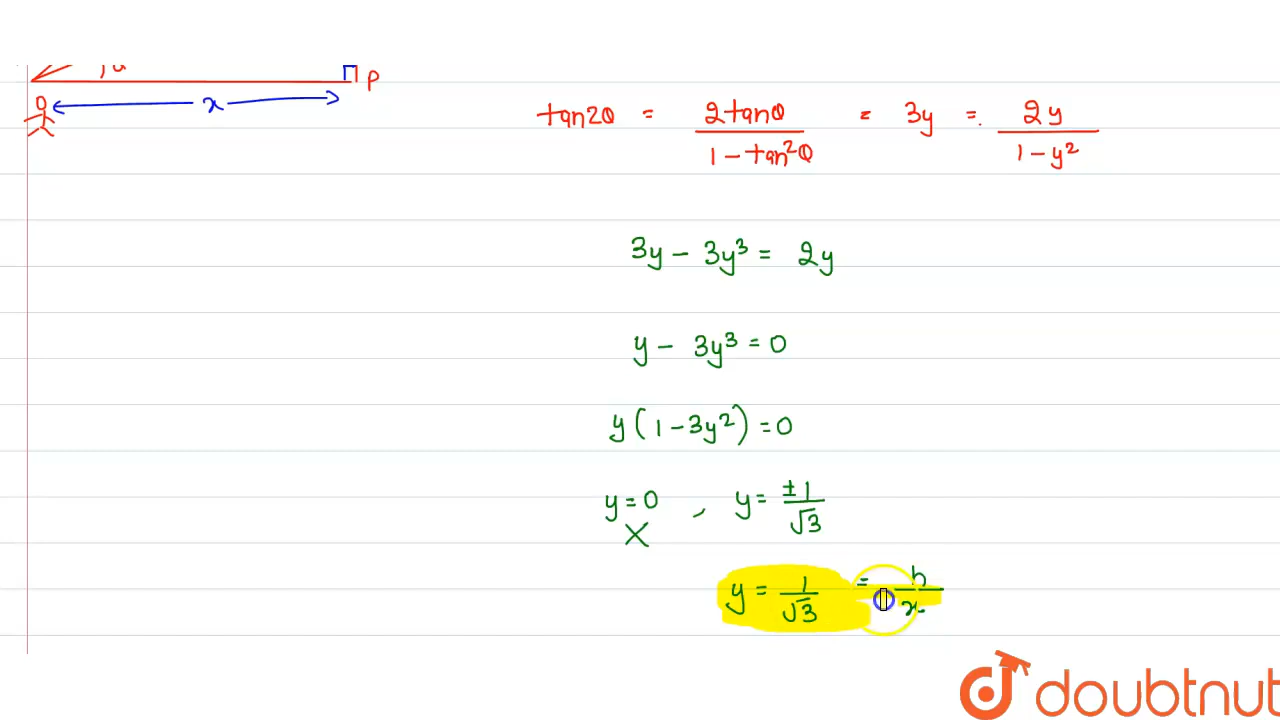 P
x
tan2θ = 2tanθ / 1 - tan²θ = 3y = 2y / 1 - y²
3y - 3y³ = 2y
y - 3y³ = 0
y(1 - 3y²) = 0
y = 0 , y = ±1 / √3
X
y = 1 / √3 = h / x
doubtnut